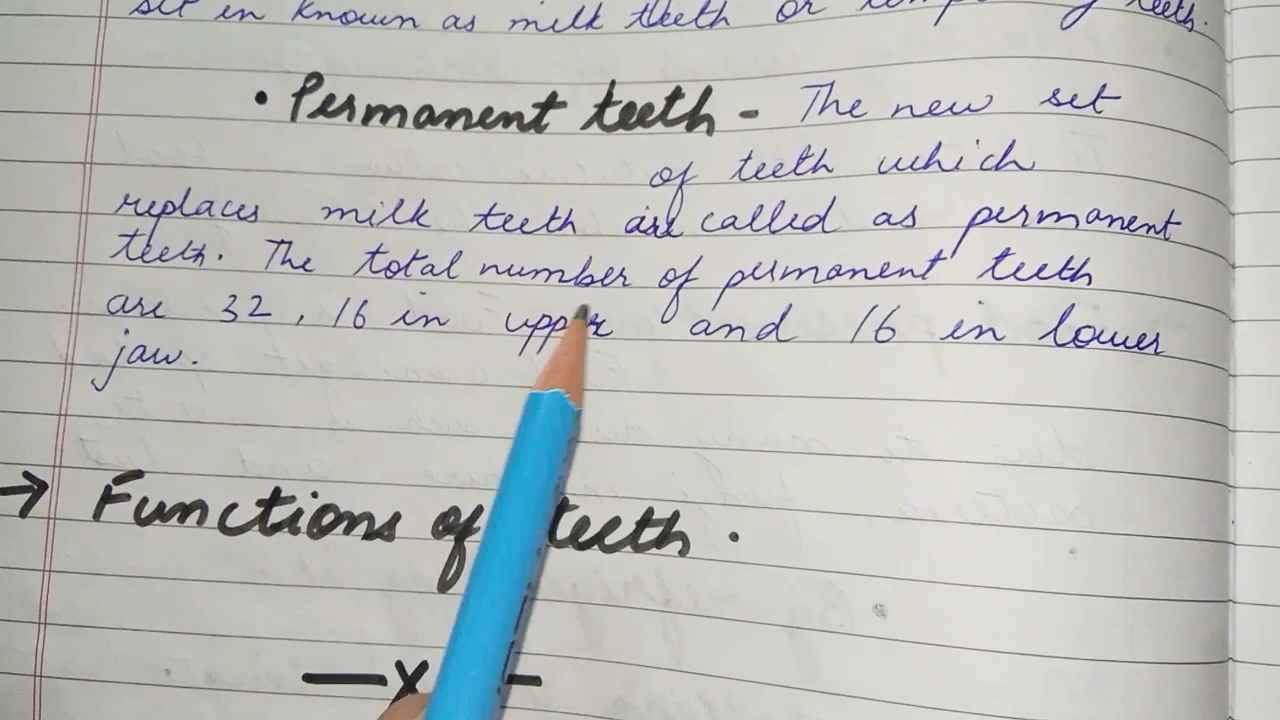 set in known as milk teeth or teeth.
• Permanent teeth - The new set
of teeth which
replaces milk teeth are called as permanent
teeth. The total number of permanent teeth
are 32, 16 in upper and 16 in lower
jaw.
→ Functions of teeth.
—x—